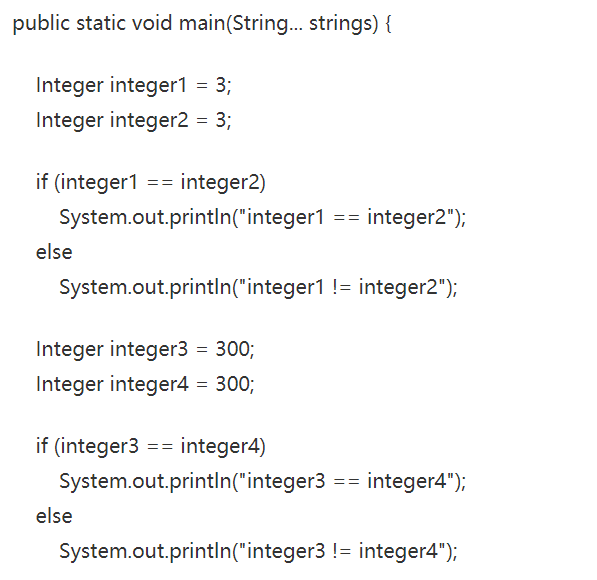 public static void main(String... strings) {
Integer integer1 = 3;
Integer integer2 = 3;
if (integer1 == integer2)
System.out.println("integer1 == integer2");
else
System.out.println("integer1 != integer2");
Integer integer3 = 300;
Integer integer4 = 300;
if (integer3 == integer4)
System.out.println("integer3 == integer4");
else
System.out.println("integer3 != integer4");